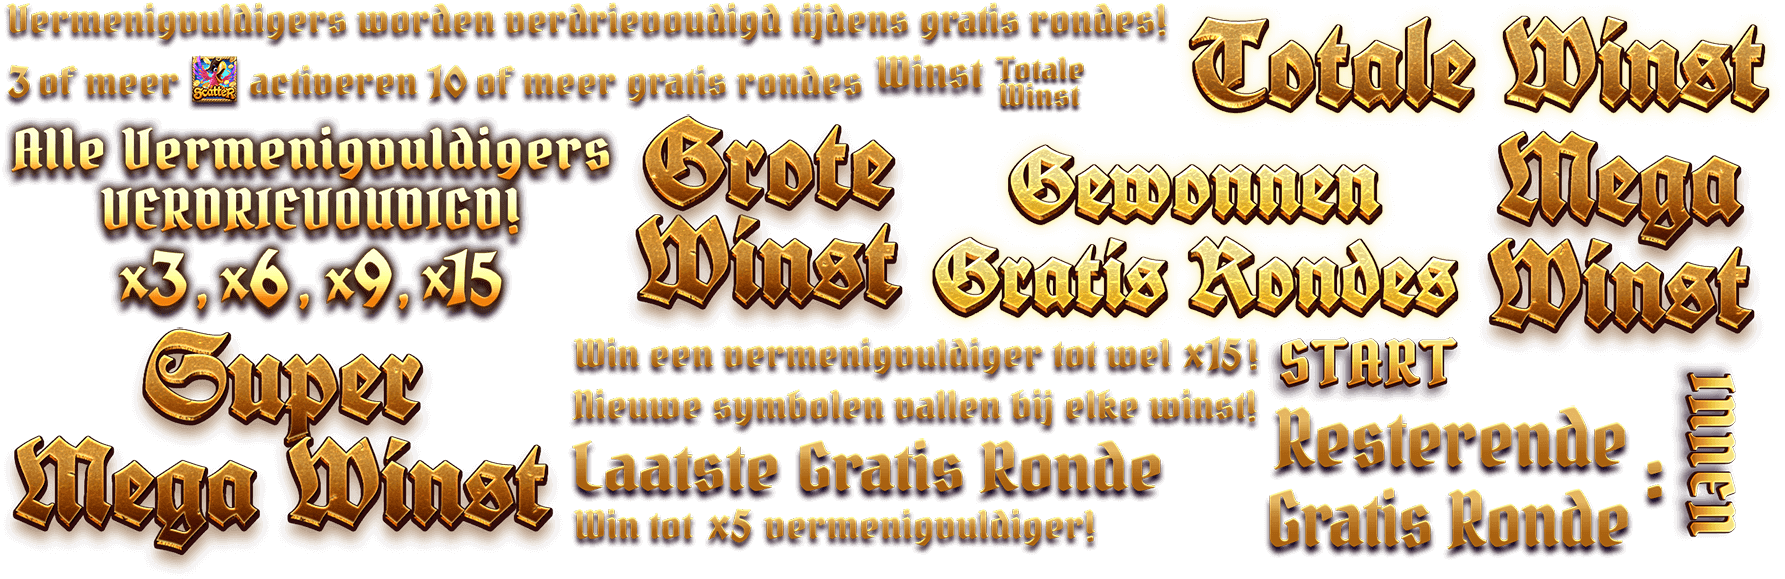 Vermenigvuldigers worden verdrievoudigd tijdens gratis rondes!
3 of meer SCATTER activeren 10 of meer gratis rondes
Winst
Totale
Winst
Totale Winst
Alle Vermenigvuldigers
VERDRIEVOUDIGD!
x3, x6, x9, x15
Grote
Winst
Gewonnen
Gratis Rondes
Mega
Winst
Super
Mega Winst
Win een vermenigvuldiger tot wel x15!
Nieuwe symbolen vallen bij elke winst!
Laatste Gratis Ronde
Win tot x5 vermenigvuldiger!
START
Resterende
Gratis Ronde :
Innen